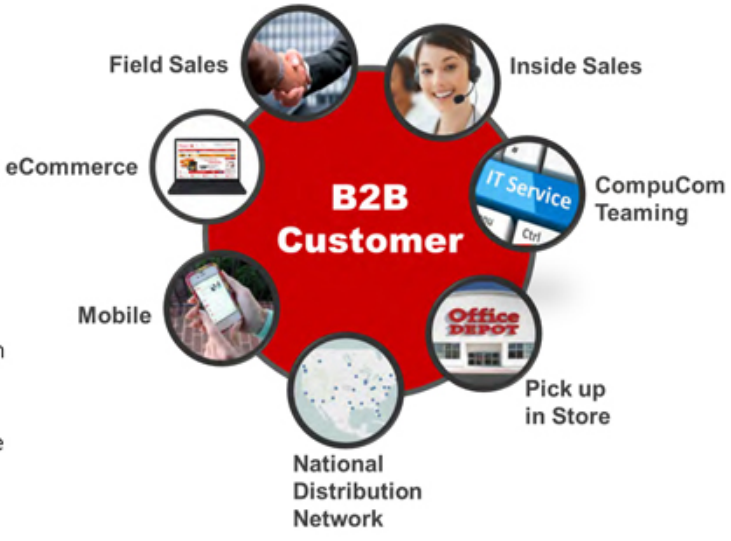 Field Sales
Inside Sales
eCommerce
B2B
Customer
IT Service
Ctrl
CompuCom
Teaming
Mobile
Office
DEPOT
n
Pick up
in Store
e
National
Distribution
Network